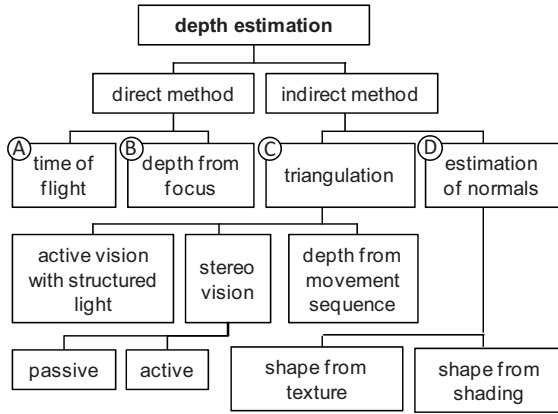 depth estimation
direct method
indirect method
A
time of
flight
B
depth from
focus
C
triangulation
D
estimation
of normals
active vision
with structured
light
stereo
vision
depth from
movement
sequence
passive
active
shape from
texture
shape from
shading